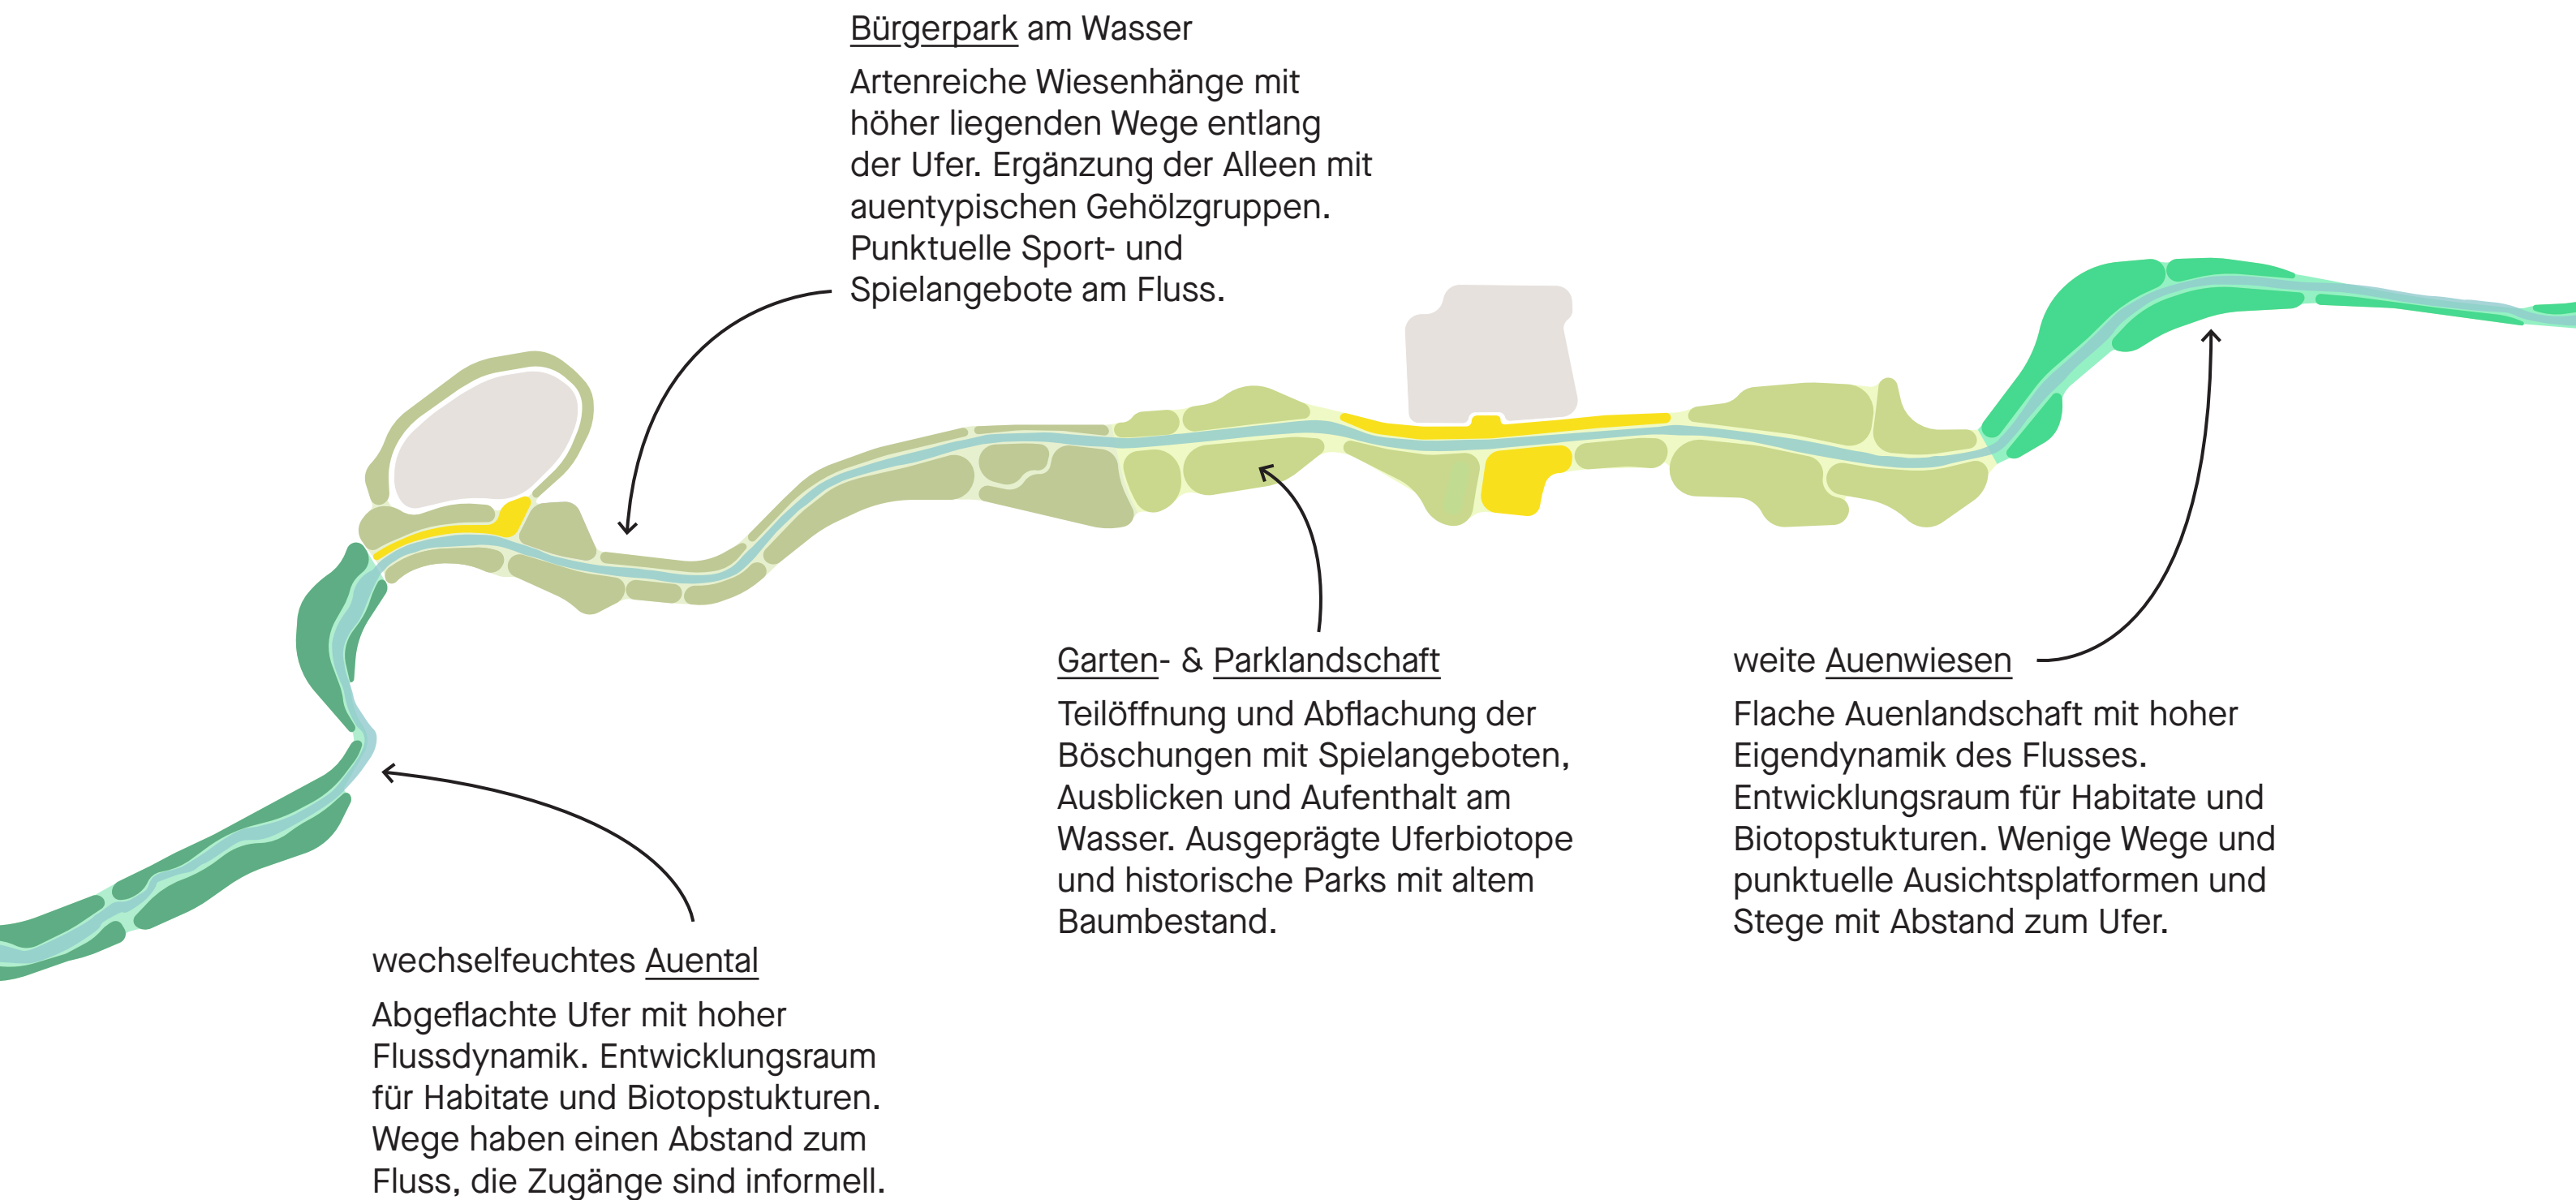 Bürgerpark am Wasser
Artenreiche Wiesenhänge mit
höher liegenden Wege entlang
der Ufer. Ergänzung der Alleen mit
auentypischen Gehölzgruppen.
Punktuelle Sport- und
Spielangebote am Fluss.
Garten- & Parklandschaft
Teilöffnung und Abflachung der
Böschungen mit Spielangeboten,
Ausblicken und Aufenthalt am
Wasser. Ausgeprägte Uferbiotope
und historische Parks mit altem
Baumbestand.
weite Auenwiesen
Flache Auenlandschaft mit hoher
Eigendynamik des Flusses.
Entwicklungsraum für Habitate und
Biotopstukturen. Wenige Wege und
punktuelle Ausichtsplatformen und
Stege mit Abstand zum Ufer.
wechselfeuchtes Auental
Abgeflachte Ufer mit hoher
Flussdynamik. Entwicklungsraum
für Habitate und Biotopstukturen.
Wege haben einen Abstand zum
Fluss, die Zugänge sind informell.